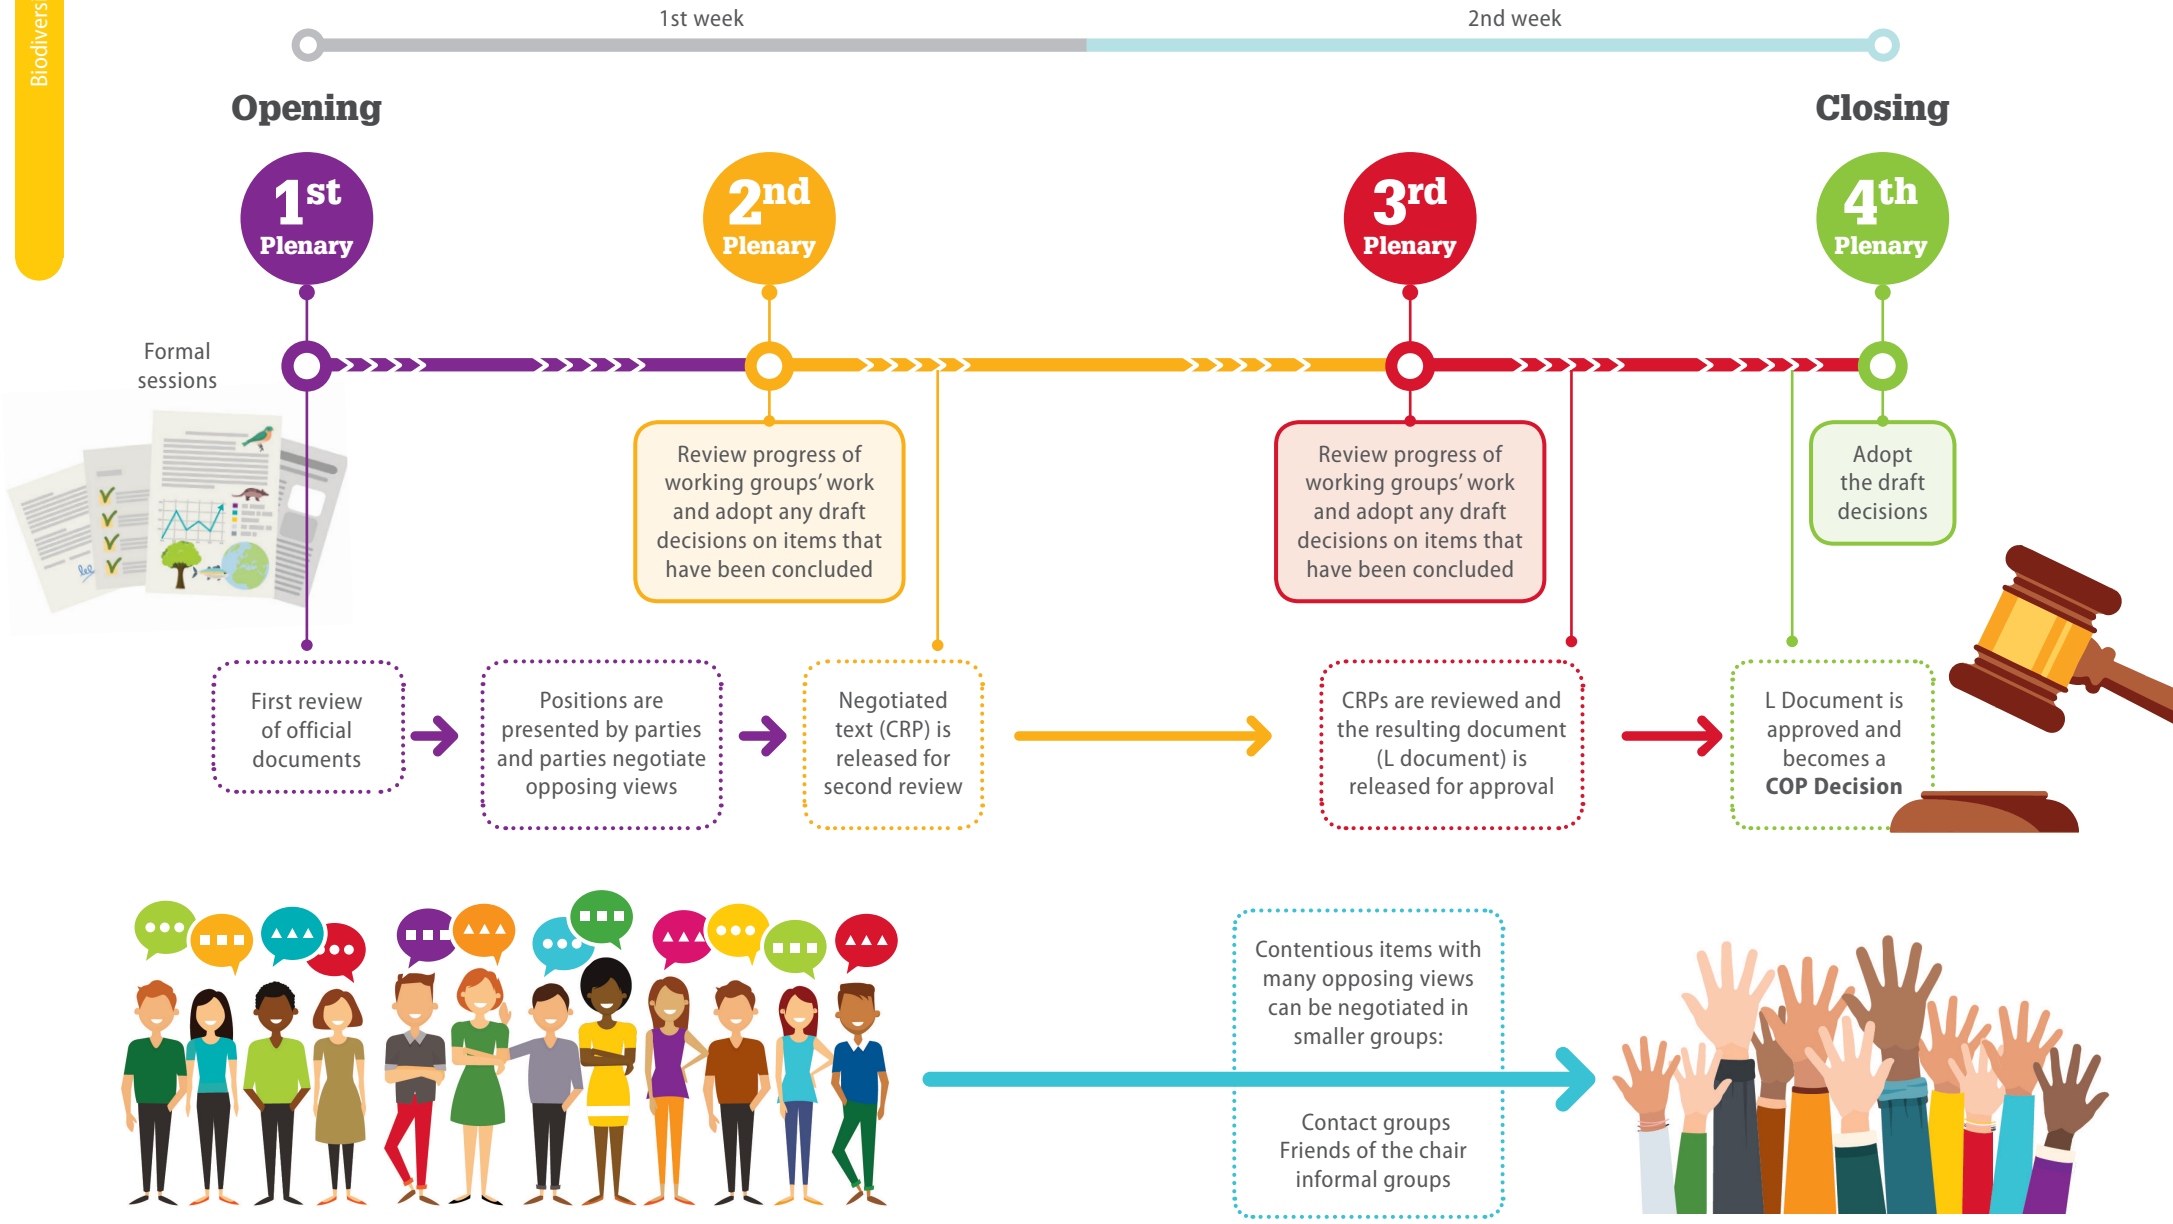 1st week
2nd week
Opening
Closing
1st
Plenary
2nd
Plenary
3rd
Plenary
4th
Plenary
Formal
sessions
Review progress of
working groups' work
and adopt any draft
decisions on items that
have been concluded
Review progress of
working groups' work
and adopt any draft
decisions on items that
have been concluded
Adopt
the draft
decisions
First review
of official
documents
Positions are
presented by parties
and parties negotiate
opposing views
Negotiated
text (CRP) is
released for
second review
CRPs are reviewed and
the resulting document
(L document) is
released for approval
L Document is
approved and
becomes a
COP Decision
Contentious items with
many opposing views
can be negotiated in
smaller groups:
Contact groups
Friends of the chair
informal groups